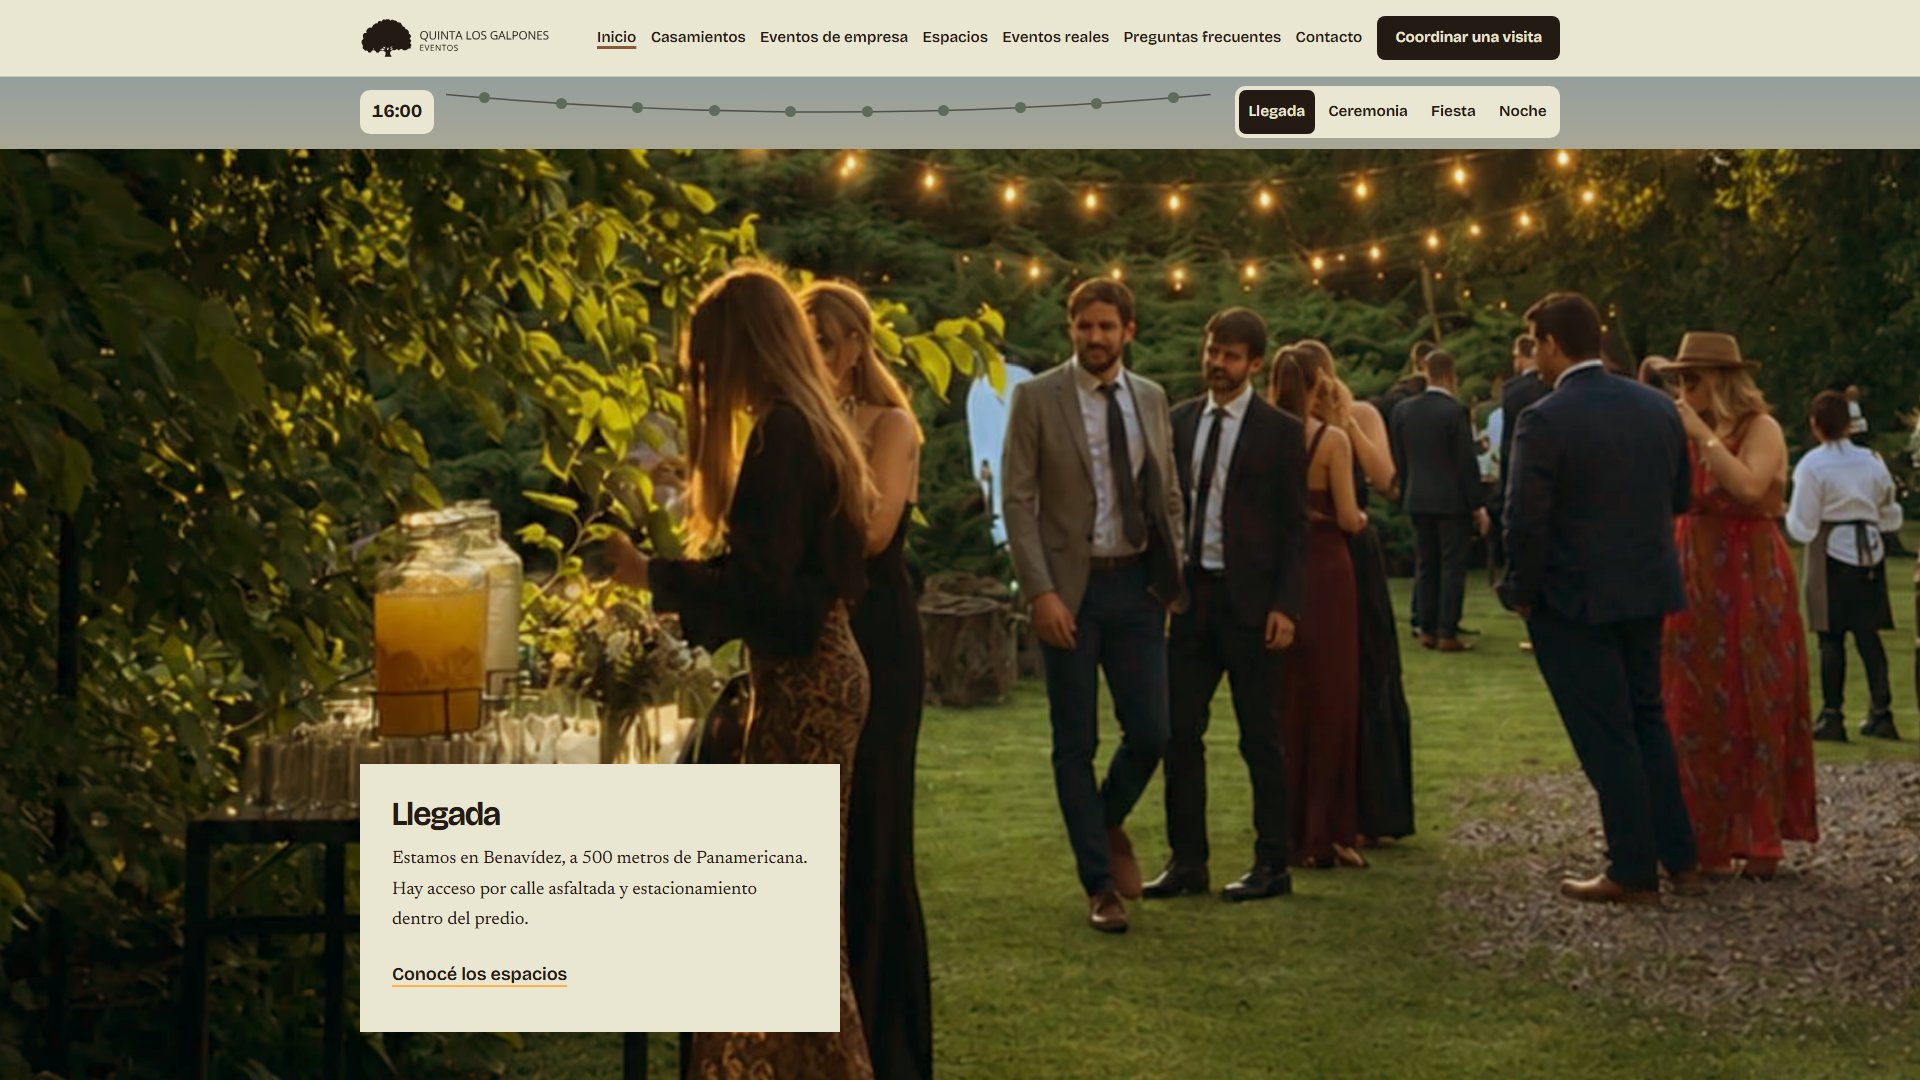 QUINTA LOS GALPONES
EVENTOS
Inicio
Casamientos
Eventos de empresa
Espacios
Eventos reales
Preguntas frecuentes
Contacto
Coordinar una visita
16:00
Llegada
Ceremonia
Fiesta
Noche
Llegada
Estamos en Benavídez, a 500 metros de Panamericana.
Hay acceso por calle asfaltada y estacionamiento
dentro del predio.
Conocé los espacios